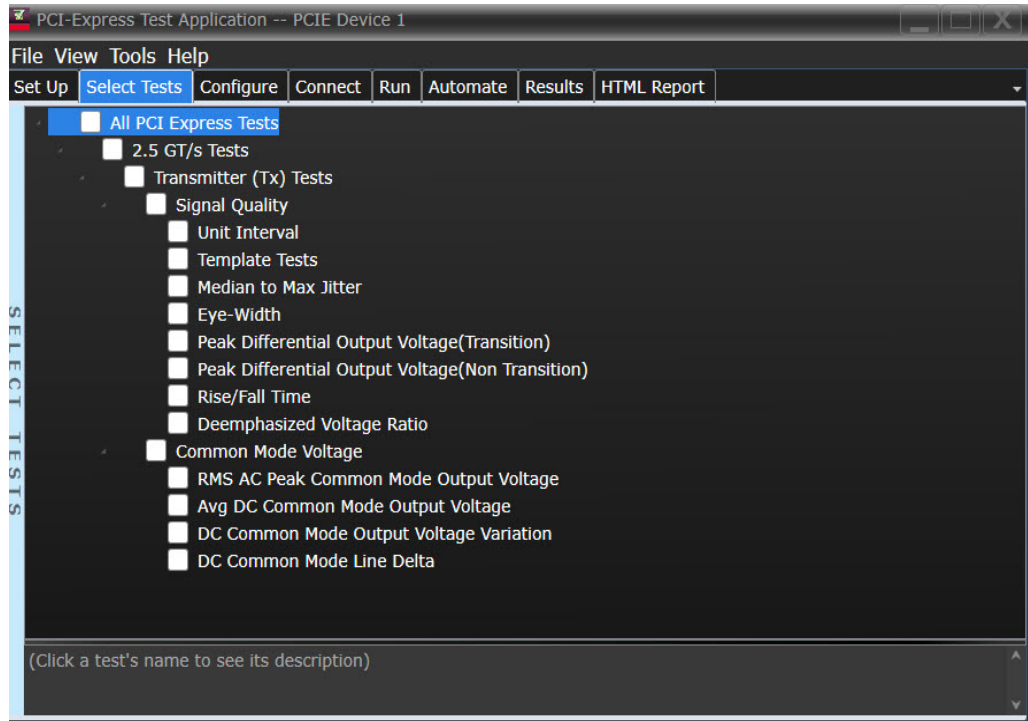 PCI-Express Test Application -- PCIE Device 1
File View Tools Help
Set Up Select Tests Configure Connect Run Automate Results HTML Report
SELECT TESTS
All PCI Express Tests
2.5 GT/s Tests
Transmitter (Tx) Tests
Signal Quality
Unit Interval
Template Tests
Median to Max Jitter
Eye-Width
Peak Differential Output Voltage(Transition)
Peak Differential Output Voltage(Non Transition)
Rise/Fall Time
Deemphasized Voltage Ratio
Common Mode Voltage
RMS AC Peak Common Mode Output Voltage
Avg DC Common Mode Output Voltage
DC Common Mode Output Voltage Variation
DC Common Mode Line Delta
(Click a test's name to see its description)